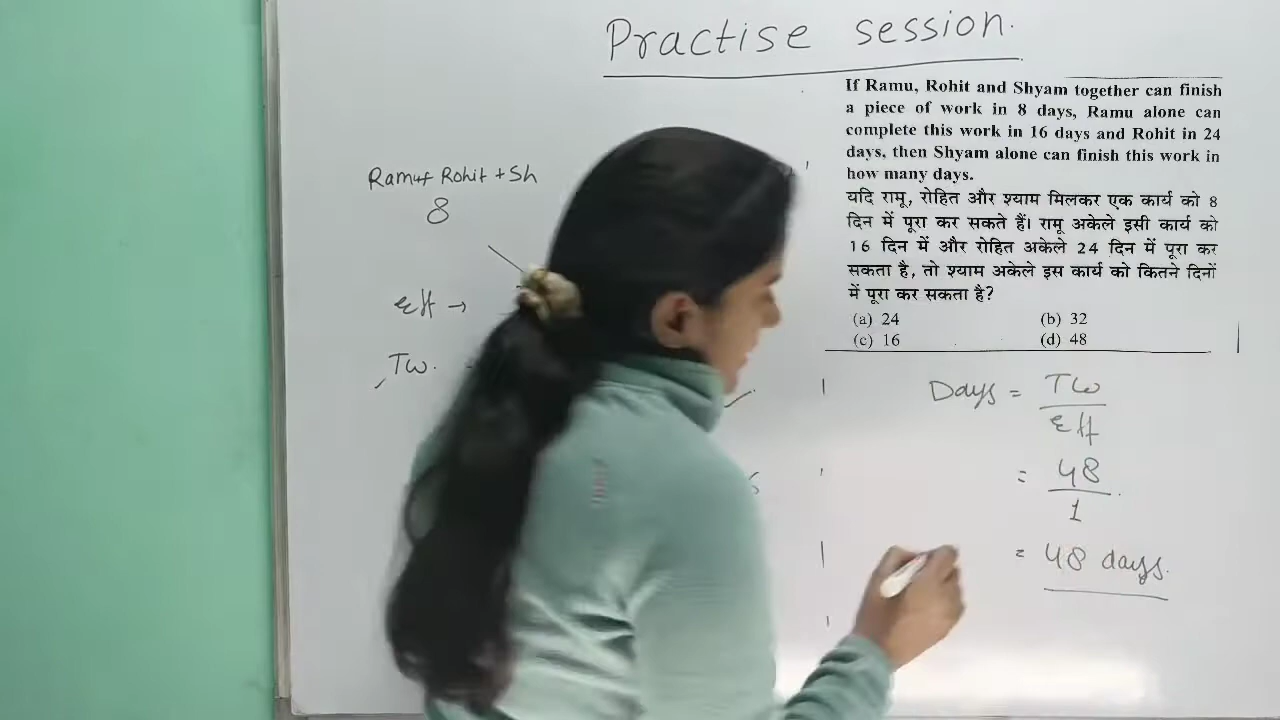 Practise session.
If Ramu, Rohit and Shyam together can finish
a piece of work in 8 days, Ramu alone can
complete this work in 16 days and Rohit in 24
days, then Shyam alone can finish this work in
how many days.
यदि रामू, रोहित और श्याम मिलकर एक कार्य को 8
दिन में पूरा कर सकते हैं। रामू अकेले इसी कार्य को
16 दिन में और रोहित अकेले 24 दिन में पूरा कर
सकता है, तो श्याम अकेले इस कार्य को कितने दिनों
में पूरा कर सकता है?
(a) 24 (b) 32
(c) 16 (d) 48
Ramu+ Rohit + Sh
8
Eff →
TW.
Days = TW
Eff
= 48
1
= 48 days.